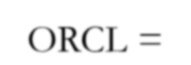 ORCL =